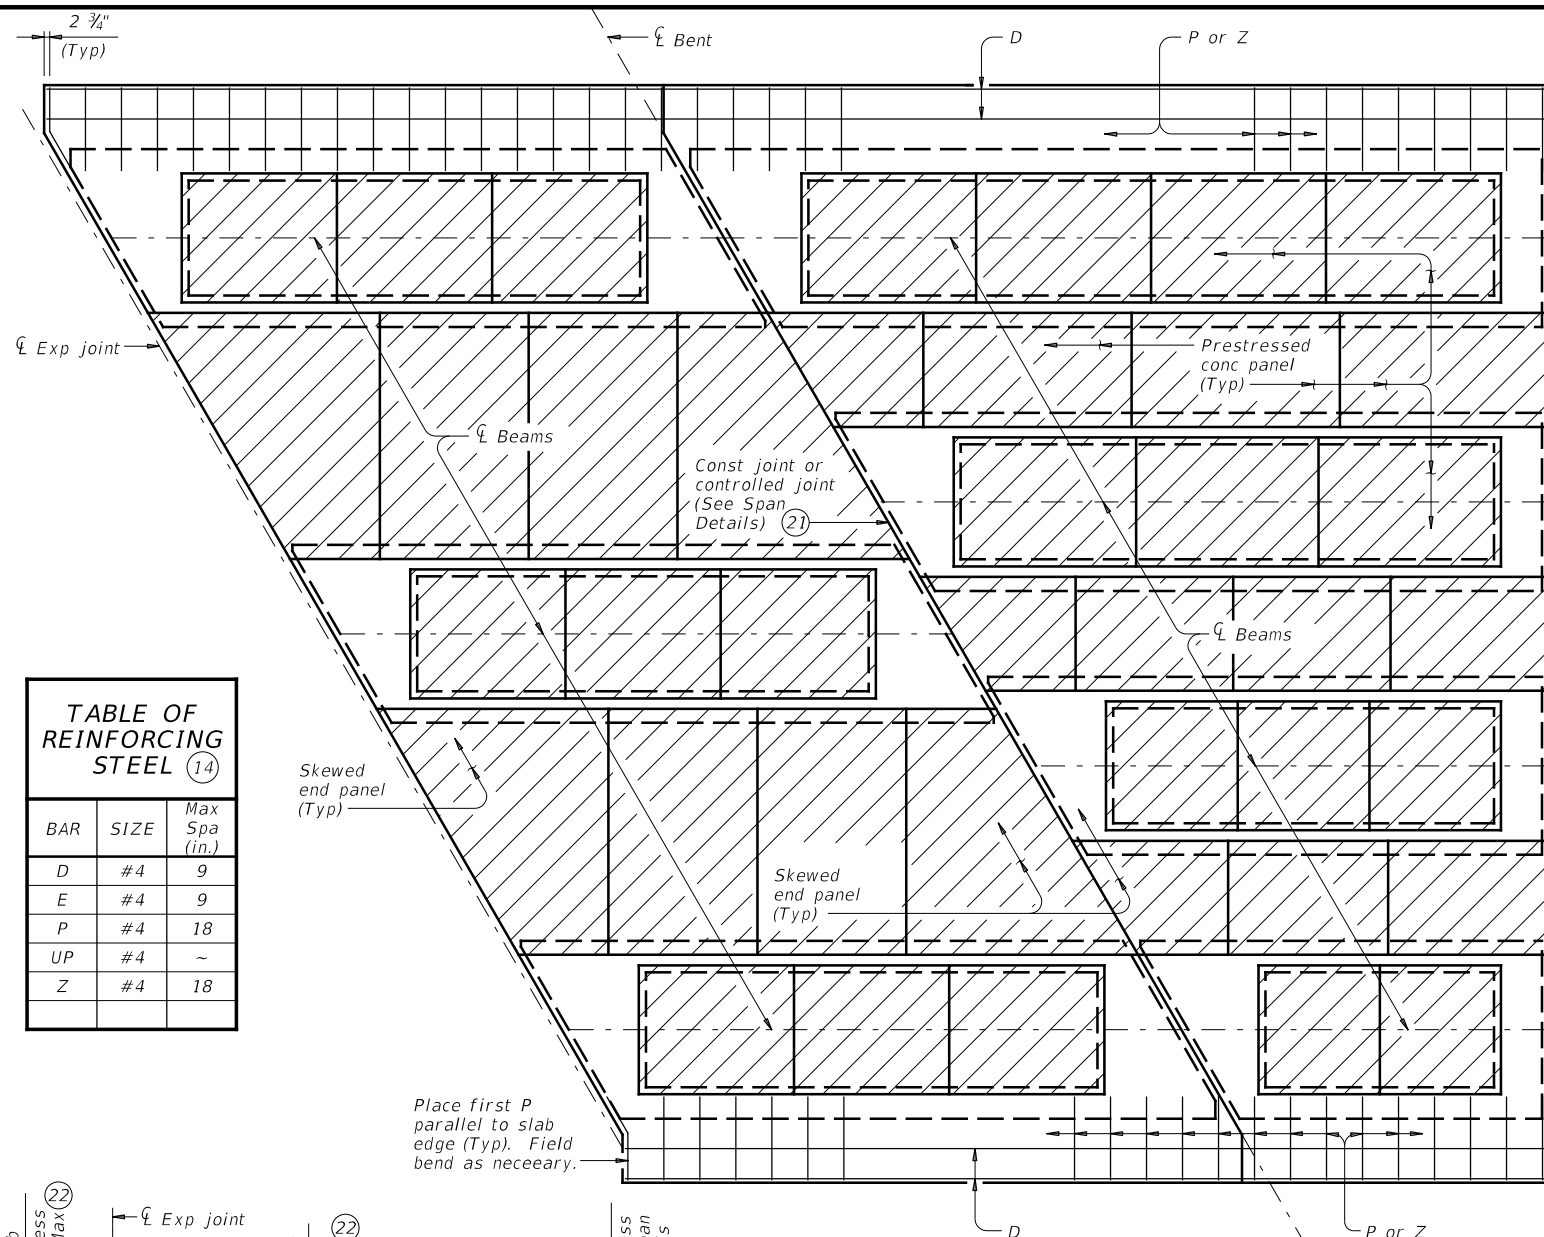 2 ¾"
(Typ)
℄ Bent
D
P or Z
℄ Exp joint
Prestressed
conc panel
(Typ)
℄ Beams
Const joint or
controlled joint
(See Span
Details) 21
℄ Beams
TABLE OF
REINFORCING
STEEL 14
BAR SIZE Max Spa (in.)
D #4 9
E #4 9
P #4 18
UP #4 ~
Z #4 18
Skewed
end panel
(Typ)
Skewed
end panel
(Typ)
Place first P
parallel to slab
edge (Typ). Field
bend as neceeary.
22
Max
℄ Exp joint
22
D
P or Z